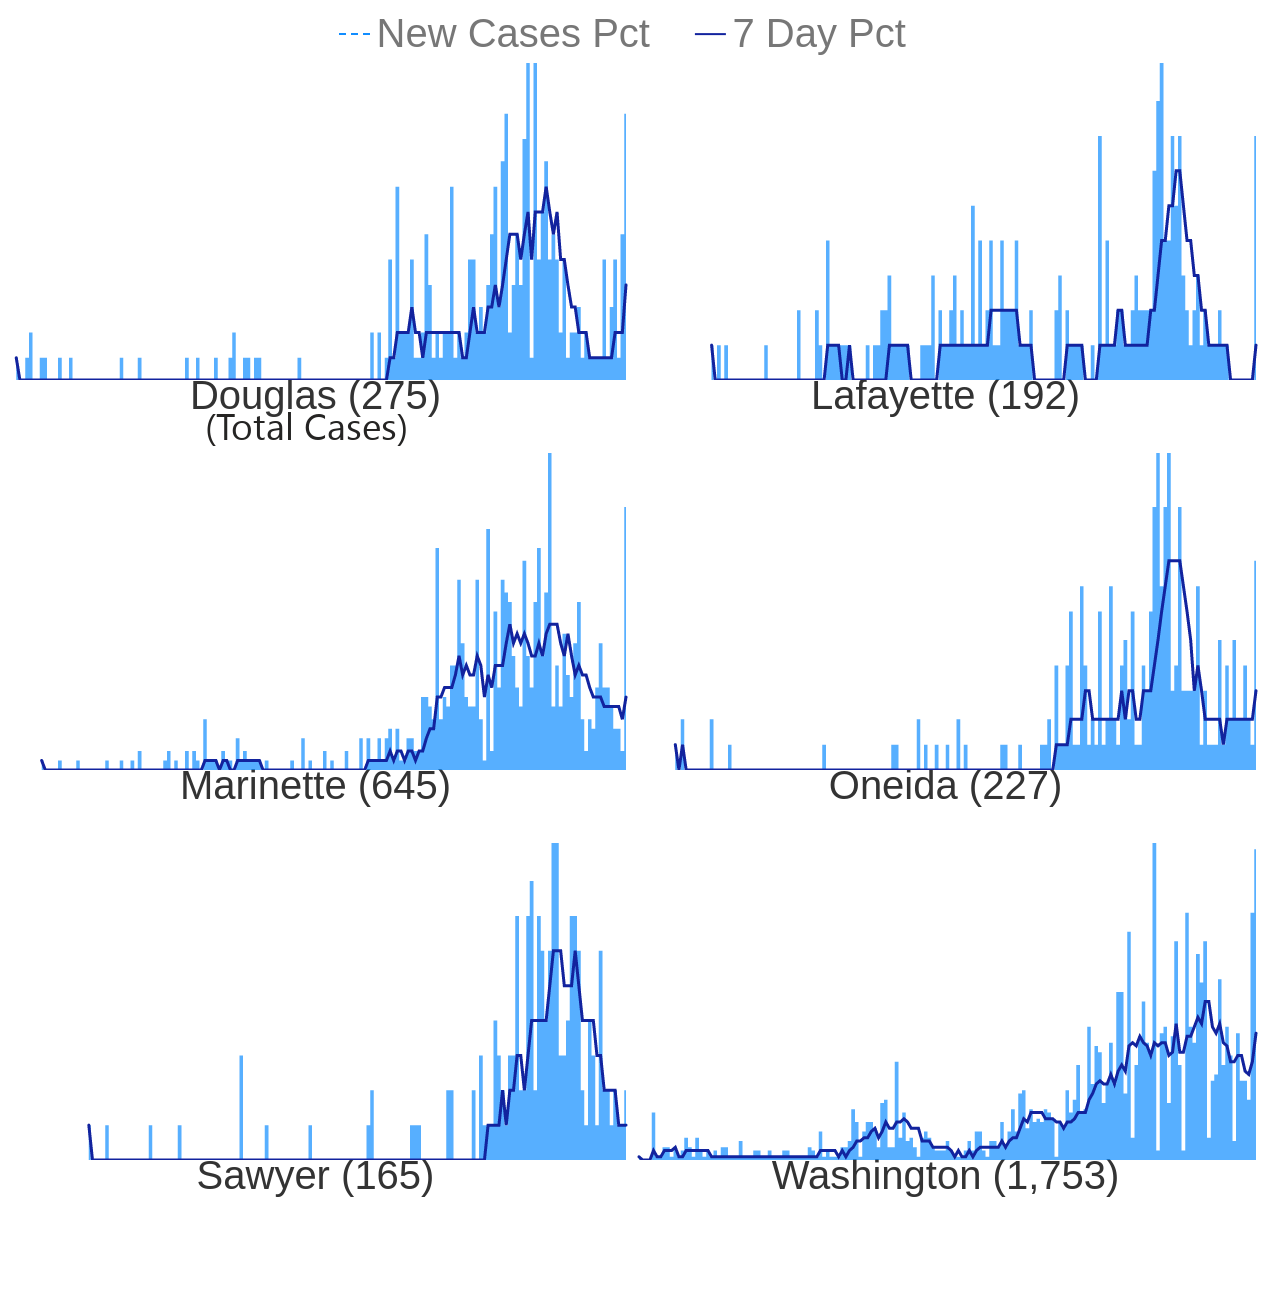 New Cases Pct 7 Day Pct
Douglas (275) Lafayette (192)
(Total Cases)
Marinette (645) Oneida (227)
Sawyer (165) Washington (1,753)